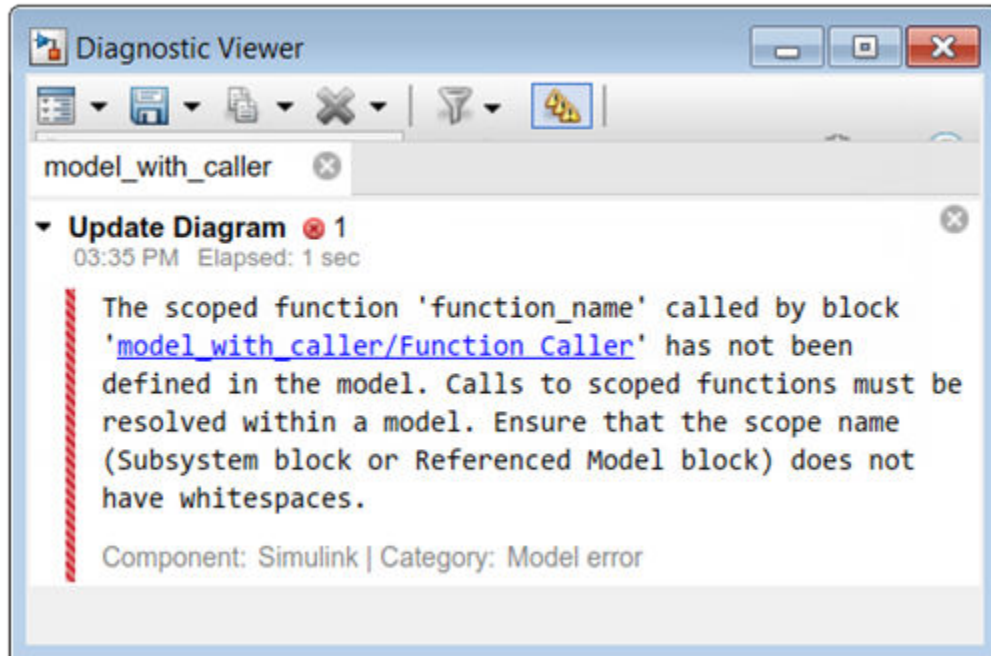 Diagnostic Viewer
model_with_caller
Update Diagram 1
03:35 PM Elapsed: 1 sec
The scoped function 'function_name' called by block
'model_with_caller/Function Caller' has not been
defined in the model. Calls to scoped functions must be
resolved within a model. Ensure that the scope name
(Subsystem block or Referenced Model block) does not
have whitespaces.
Component: Simulink | Category: Model error